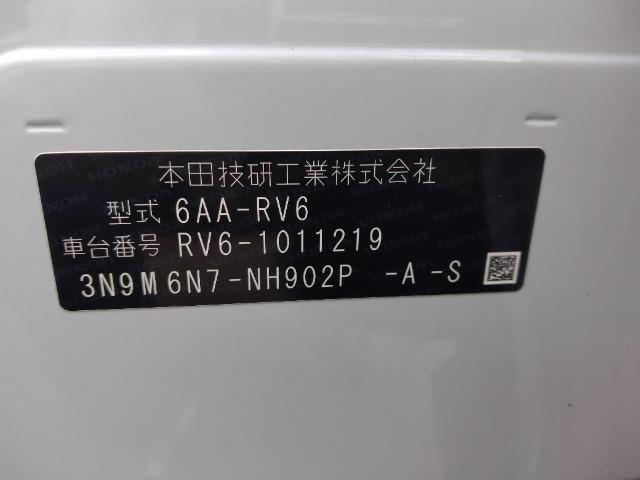 本田技研工業株式会社
型式 6AA-RV6
車台番号 RV6-1011219
3N9M6N7-NH902P -A-S